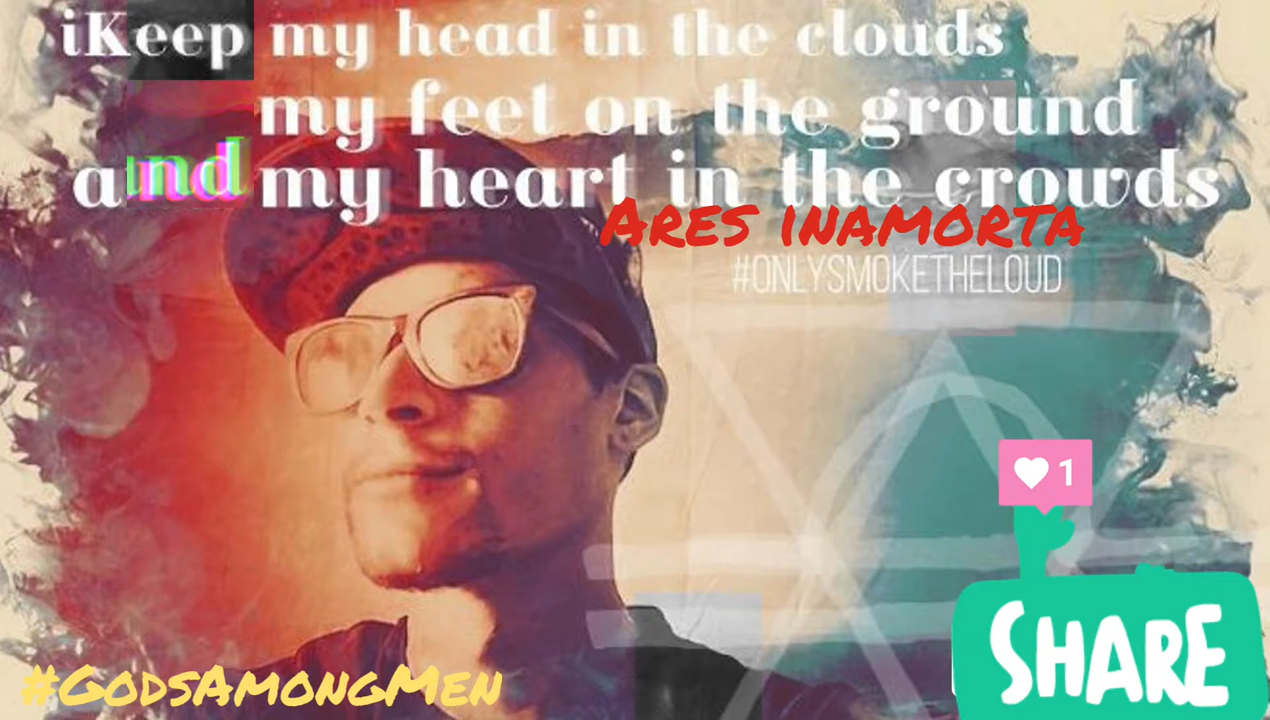 iKeep my head in the clouds
my feet on the ground
and my heart in the crowds
ARES INAMORTA
#ONLYSMOKETHELOUD
1
SHARE
#GODSAMONGMEN